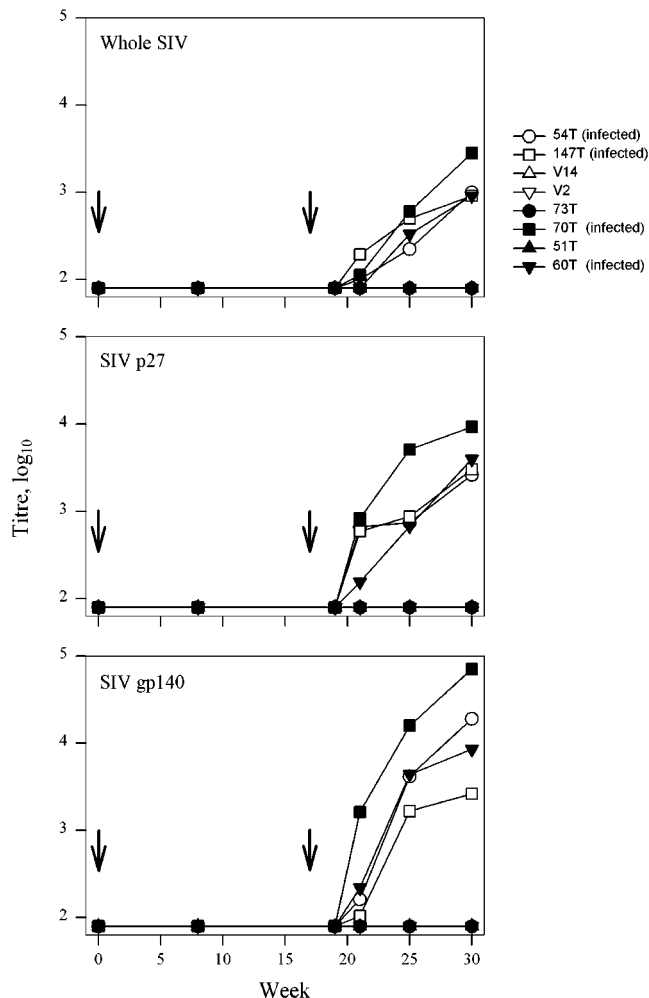 5
Whole SIV
4
3
2
54T (infected)
147T (infected)
V14
V2
73T
70T (infected)
51T
60T (infected)
5
SIV p27
4
3
2
Titre, log10
5
SIV gp140
4
3
2
0 5 10 15 20 25 30
Week